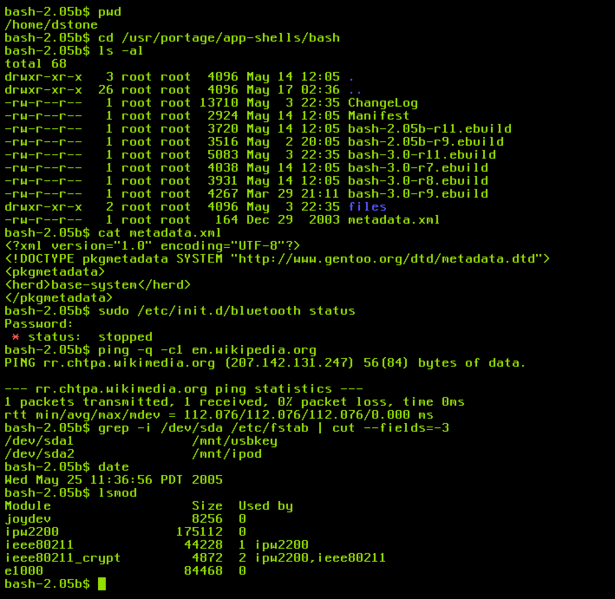 bash-2.05b$ pwd
/home/dstone
bash-2.05b$ cd /usr/portage/app-shells/bash
bash-2.05b$ ls -al
total 68
drwxr-xr-x   3 root root  4096 May 14 12:05 .
drwxr-xr-x  26 root root  4096 May 17 02:36 ..
-rw-r--r--   1 root root 13710 May  3 22:35 ChangeLog
-rw-r--r--   1 root root  2924 May 14 12:05 Manifest
-rw-r--r--   1 root root  3720 May 14 12:05 bash-2.05b-r11.ebuild
-rw-r--r--   1 root root  3516 May  2 20:05 bash-2.05b-r9.ebuild
-rw-r--r--   1 root root  5083 May  3 22:35 bash-3.0-r11.ebuild
-rw-r--r--   1 root root  4038 May 14 12:05 bash-3.0-r7.ebuild
-rw-r--r--   1 root root  3931 May 14 12:05 bash-3.0-r8.ebuild
-rw-r--r--   1 root root  4267 Mar 29 21:11 bash-3.0-r9.ebuild
drwxr-xr-x   2 root root  4096 May  3 22:35 files
-rw-r--r--   1 root root   164 Dec 29  2003 metadata.xml
bash-2.05b$ cat metadata.xml
<?xml version="1.0" encoding="UTF-8"?>
<!DOCTYPE pkgmetadata SYSTEM "http://www.gentoo.org/dtd/metadata.dtd">
<pkgmetadata>
<herd>base-system</herd>
</pkgmetadata>
bash-2.05b$ sudo /etc/init.d/bluetooth status
Password:
 * status:  stopped
bash-2.05b$ ping -q -c1 en.wikipedia.org
PING rr.chtpa.wikimedia.org (207.142.131.247) 56(84) bytes of data.

--- rr.chtpa.wikimedia.org ping statistics ---
1 packets transmitted, 1 received, 0% packet loss, time 0ms
rtt min/avg/max/mdev = 112.076/112.076/112.076/0.000 ms
bash-2.05b$ grep -i /dev/sda /etc/fstab | cut --fields=-3
/dev/sda1               /mnt/usbkey
/dev/sda2               /mnt/ipod
bash-2.05b$ date
Wed May 25 11:36:56 PDT 2005
bash-2.05b$ lsmod
Module                  Size  Used by
joydev                  8256  0
ipw2200               175112  0
ieee80211              44228  1 ipw2200
ieee80211_crypt         4872  2 ipw2200,ieee80211
e1000                  84468  0
bash-2.05b$